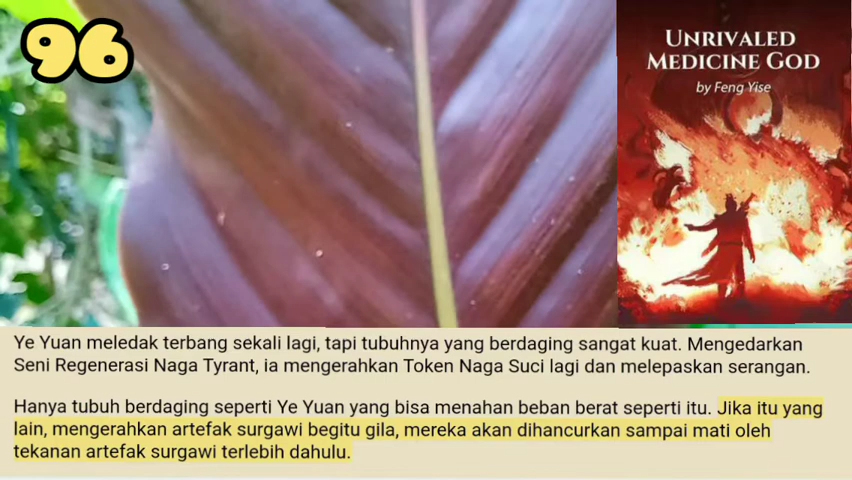 96
UNRIVALED
MEDICINE GOD
by Feng Yise
Ye Yuan meledak terbang sekali lagi, tapi tubuhnya yang berdaging sangat kuat. Mengedarkan
Seni Regenerasi Naga Tyrant, ia mengerahkan Token Naga Suci lagi dan melepaskan serangan.
Hanya tubuh berdaging seperti Ye Yuan yang bisa menahan beban berat seperti itu. Jika itu yang
lain, mengerahkan artefak surgawi begitu gila, mereka akan dihancurkan sampai mati oleh
tekanan artefak surgawi terlebih dahulu.